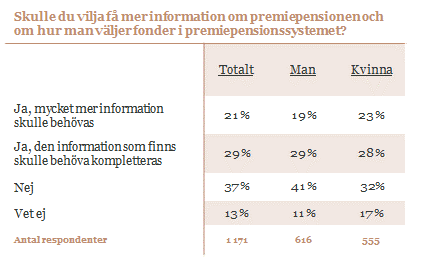 Skulle du vilja få mer information om premiepensionen och
om hur man väljer fonder i premiepensionssystemet?
Totalt Man Kvinna
Ja, mycket mer information
skulle behövas 21% 19% 23%
Ja, den information som finns
skulle behöva kompletteras 29% 29% 28%
Nej 37% 41% 32%
Vet ej 13% 11% 17%
Antal respondenter 1 171 616 555